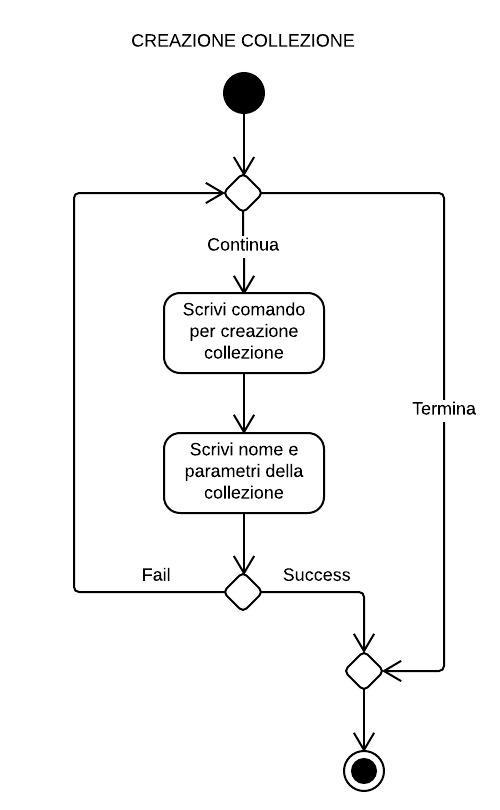 CREAZIONE COLLEZIONE
Continua
Scrivi comando
per creazione
collezione
Termina
Scrivi nome e
parametri della
collezione
Fail
Success